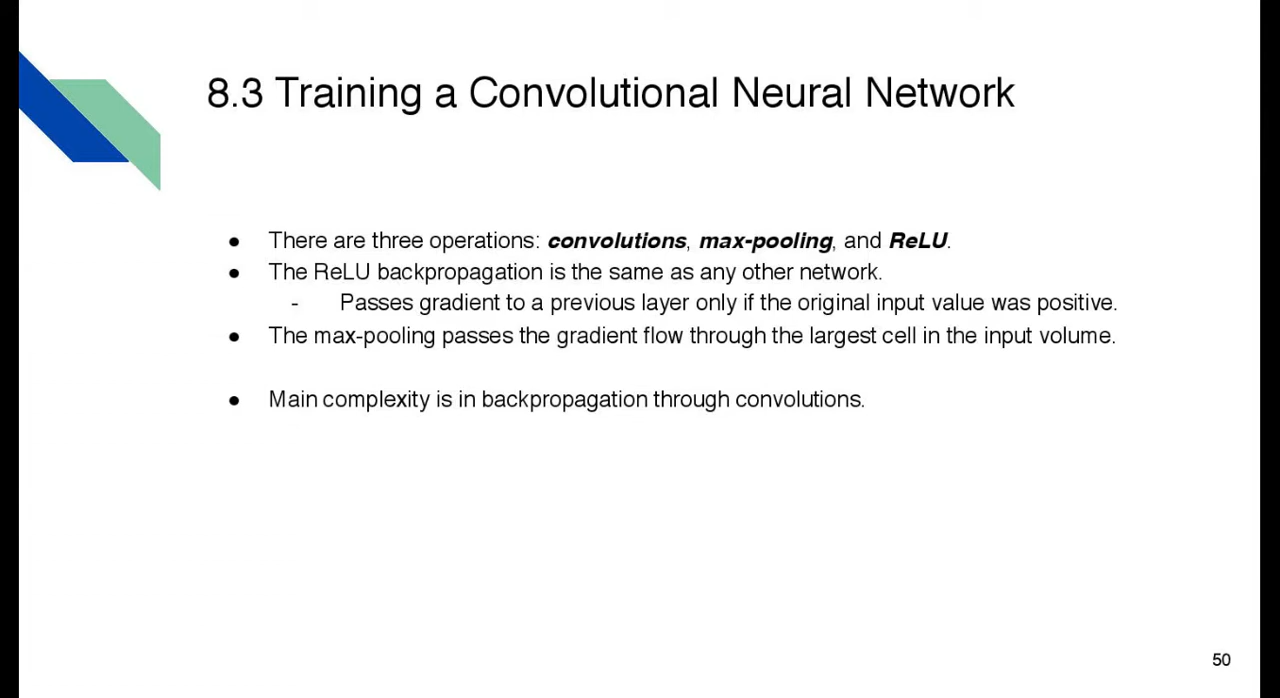 8.3 Training a Convolutional Neural Network
● There are three operations: convolutions, max-pooling, and ReLU.
● The ReLU backpropagation is the same as any other network.
- Passes gradient to a previous layer only if the original input value was positive.
● The max-pooling passes the gradient flow through the largest cell in the input volume.
● Main complexity is in backpropagation through convolutions.
50